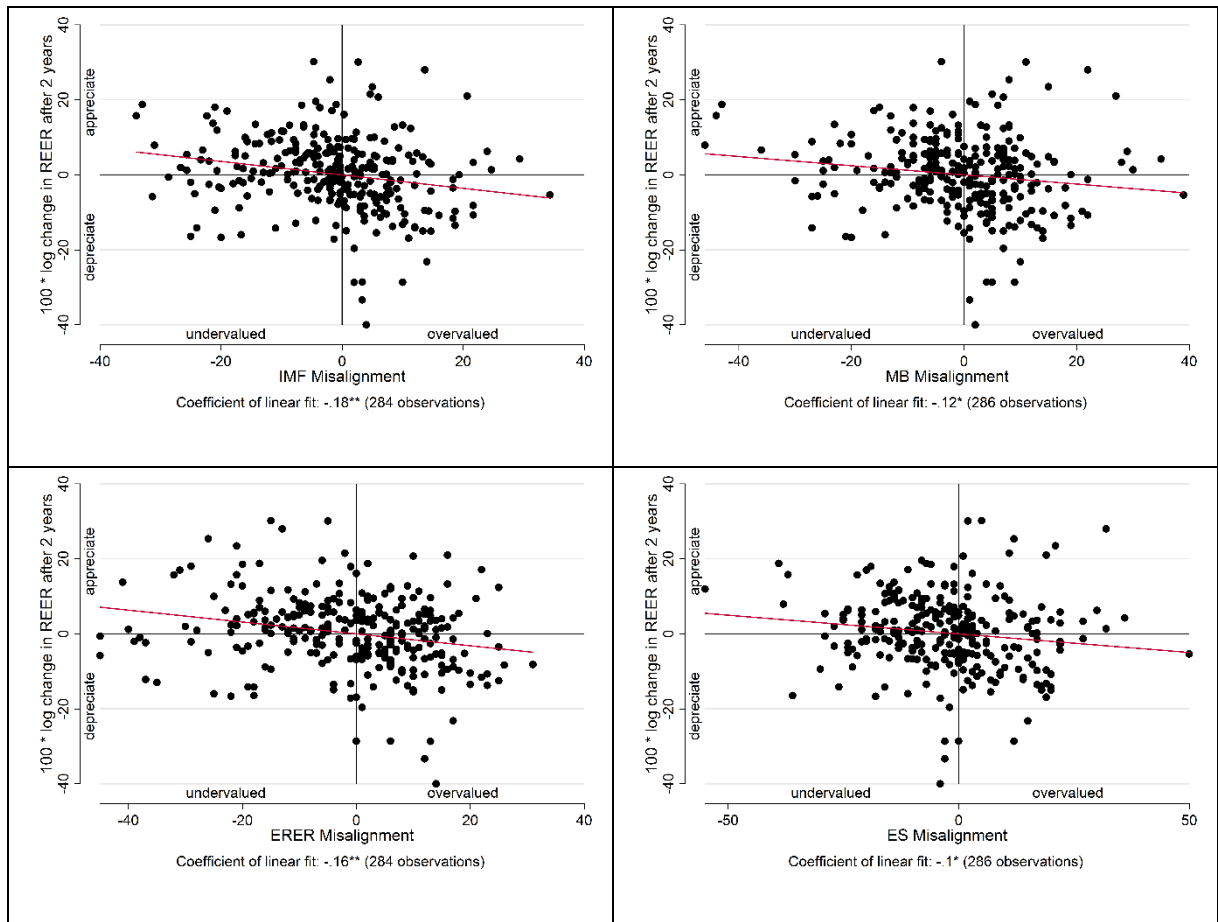 100 * log change in REER after 2 years
depreciate
appreciate
40
20
0
-20
-40
undervalued
overvalued
-40
-20
0
20
40
IMF Misalignment
Coefficient of linear fit: -.18** (284 observations)
100 * log change in REER after 2 years
depreciate
appreciate
40
20
0
-20
-40
undervalued
overvalued
-40
-20
0
20
40
MB Misalignment
Coefficient of linear fit: -.12* (286 observations)
100 * log change in REER after 2 years
depreciate
appreciate
40
20
0
-20
-40
undervalued
overvalued
-40
-20
0
20
40
ERER Misalignment
Coefficient of linear fit: -.16** (284 observations)
100 * log change in REER after 2 years
depreciate
appreciate
40
20
0
-20
-40
undervalued
overvalued
-50
0
50
ES Misalignment
Coefficient of linear fit: -.1* (286 observations)